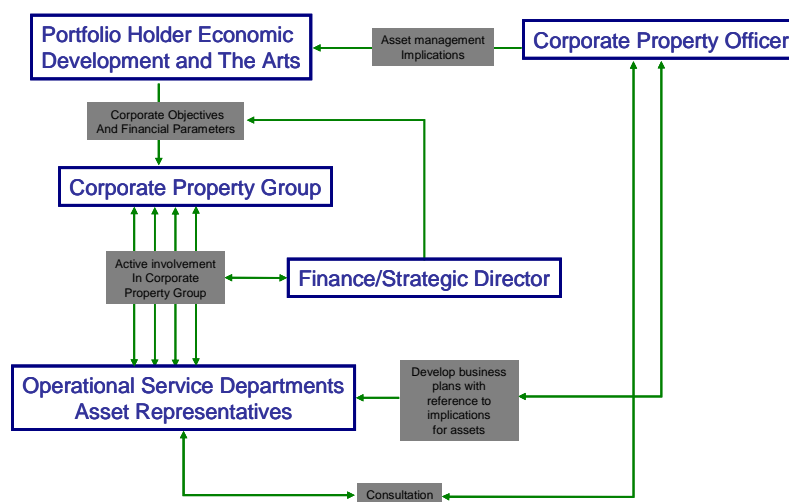 Portfolio Holder Economic
Development and The Arts
Asset management
Implications
Corporate Property Officer
Corporate Objectives
And Financial Parameters
Corporate Property Group
Active involvement
In Corporate
Property Group
Finance/Strategic Director
Operational Service Departments
Asset Representatives
Develop business
plans with
reference to
implications
for assets
Consultation